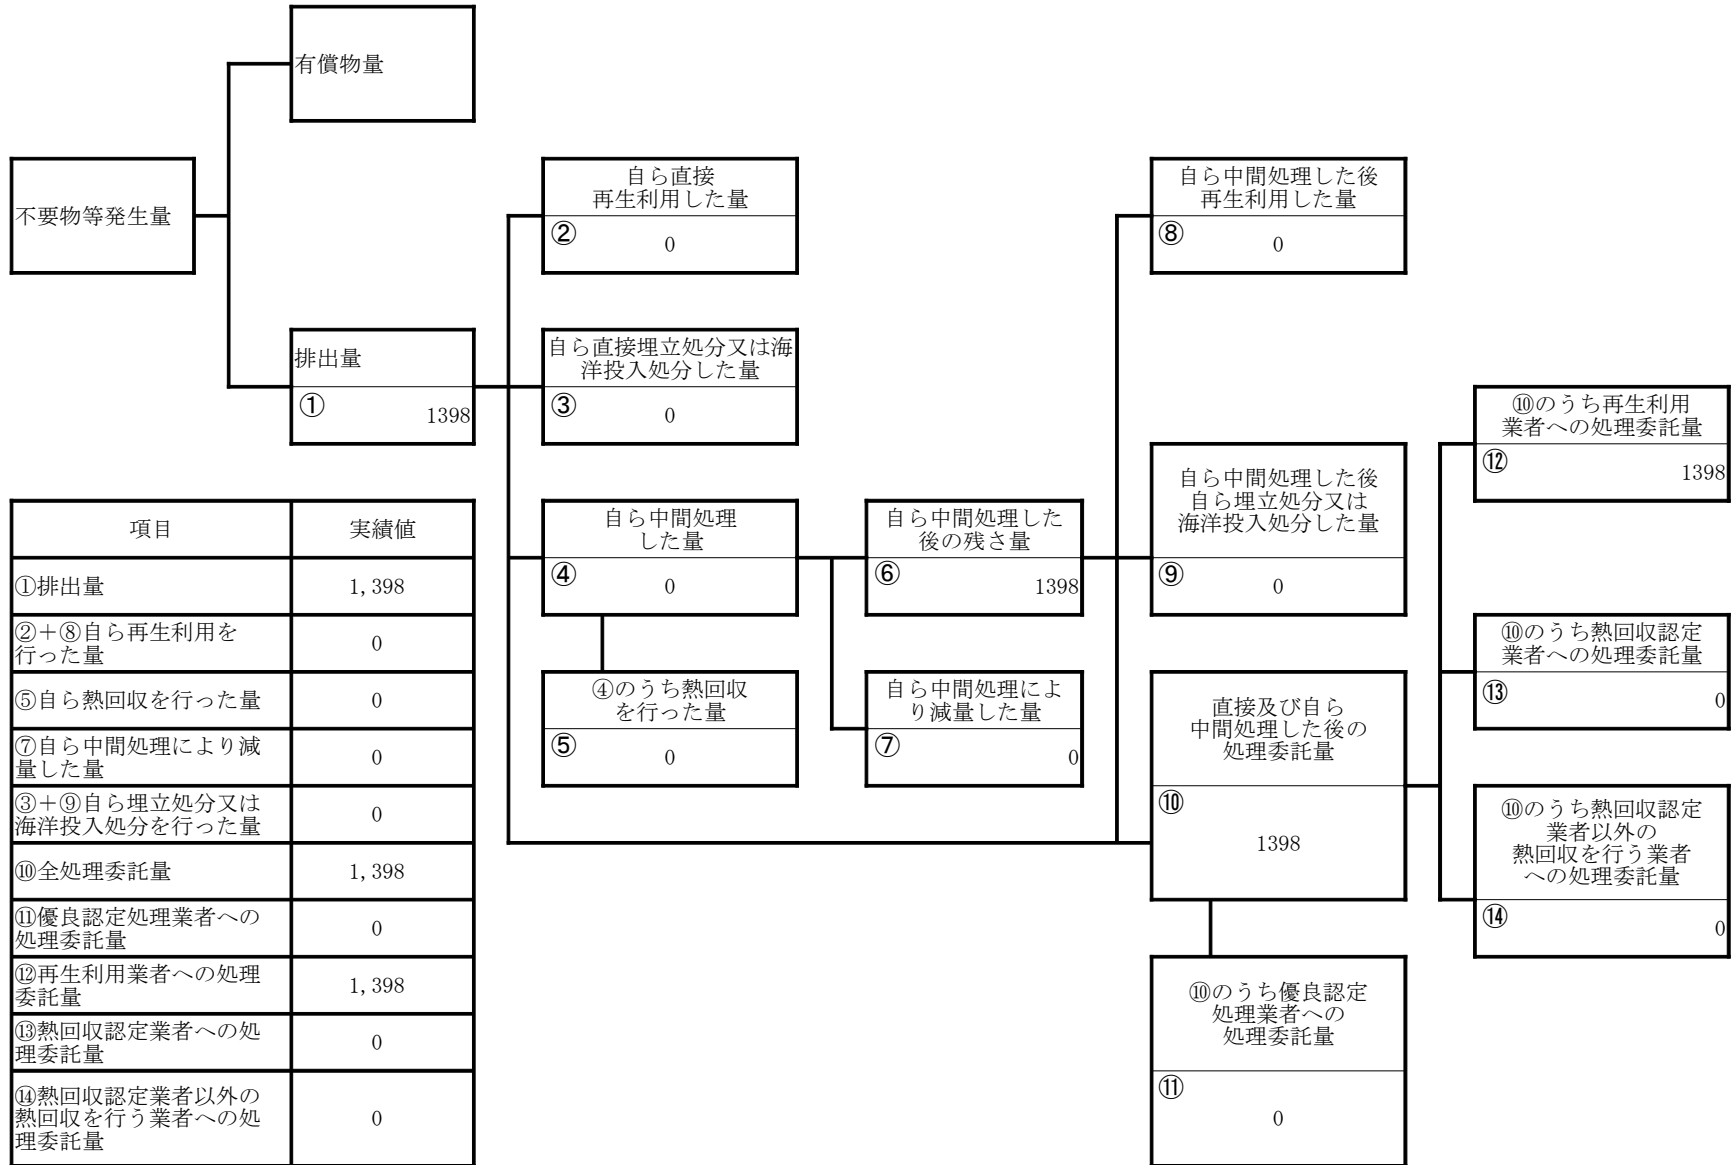 有償物量
不要物等発生量
自ら直接
再生利用した量
②
0
自ら中間処理した後
再生利用した量
⑧
0
排出量
①
1398
自ら直接埋立処分又は海
洋投入処分した量
③
0
⑩のうち再生利用
業者への処理委託量
⑫
1398
自ら中間処理
した量
④
0
自ら中間処理した
後の残さ量
⑥
1398
自ら中間処理した後
自ら埋立処分又は
海洋投入処分した量
⑨
0
⑩のうち熱回収認定
業者への処理委託量
⑬
0
④のうち熱回収
を行った量
⑤
0
自ら中間処理によ
り減量した量
⑦
0
直接及び自ら
中間処理した後の
処理委託量
⑩
1398
⑩のうち熱回収認定
業者以外の
熱回収を行う業者
への処理委託量
⑭
0
⑩のうち優良認定
処理業者への
処理委託量
⑪
0
項目 実績値
①排出量 1,398
②＋⑧自ら再生利用を
行った量 0
⑤自ら熱回収を行った量 0
⑦自ら中間処理により減
量した量 0
③＋⑨自ら埋立処分又は
海洋投入処分を行った量 0
⑩全処理委託量 1,398
⑪優良認定処理業者への
処理委託量 0
⑫再生利用業者への処理
委託量 1,398
⑬熱回収認定業者への処
理委託量 0
⑭熱回収認定業者以外の
熱回収を行う業者への処 0
理委託量